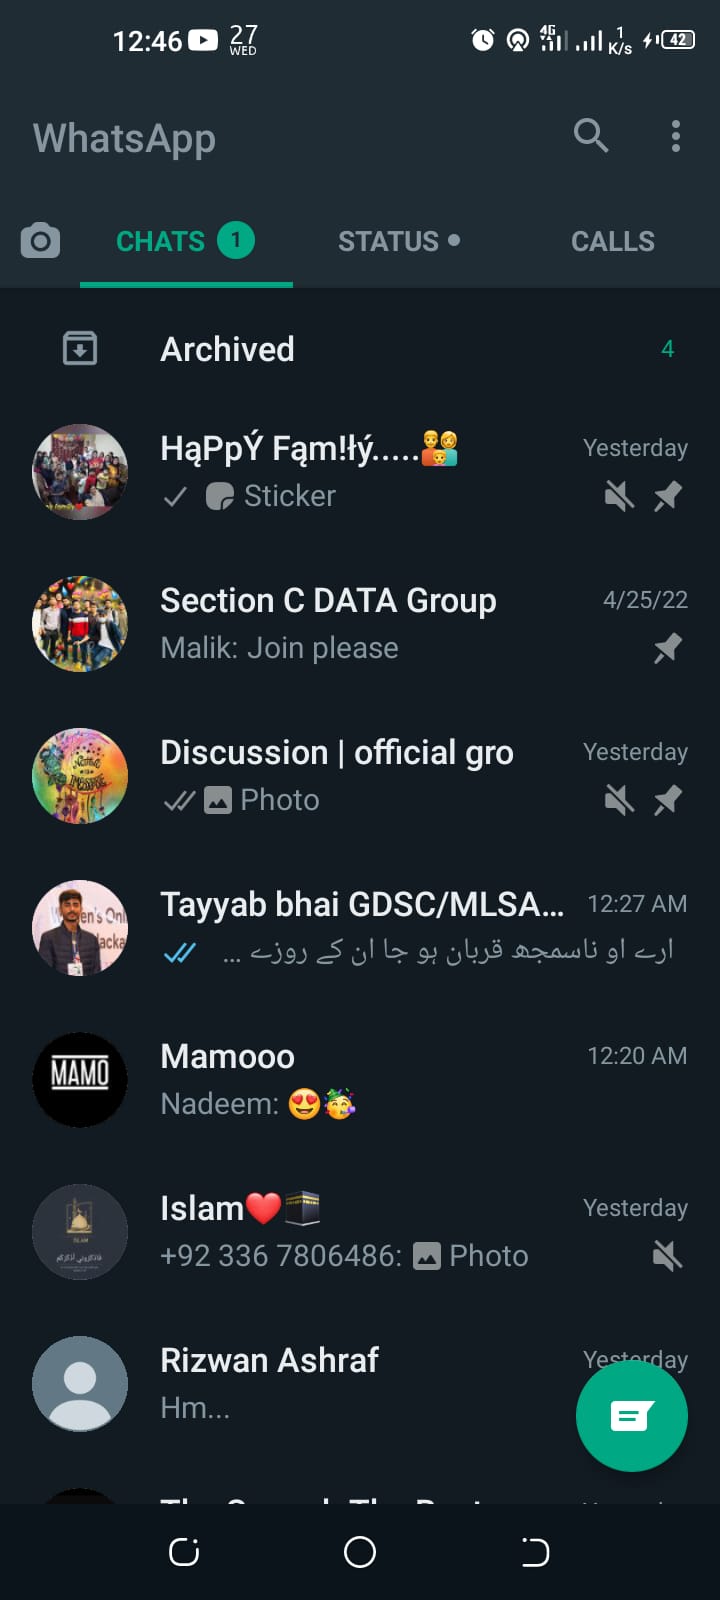 12:46 27
WED
4G 1
K/s 42
WhatsApp
CHATS 1 STATUS CALLS
Archived 4
HąPpÝ Fąm!łý.....👨‍👩‍👦 Yesterday
Sticker
Section C DATA Group 4/25/22
Malik: Join please
Discussion | official gro Yesterday
Photo
Tayyab bhai GDSC/MLSA... 12:27 AM
ارے او ناسمجھ قربان ہو جا ان کے روزے ...
MAMO
Mamooo 12:20 AM
Nadeem: 😍🥳
Islam❤️🕋 Yesterday
ISLAM
+92 336 7806486: Photo
Rizwan Ashraf Yesterday
Hm...